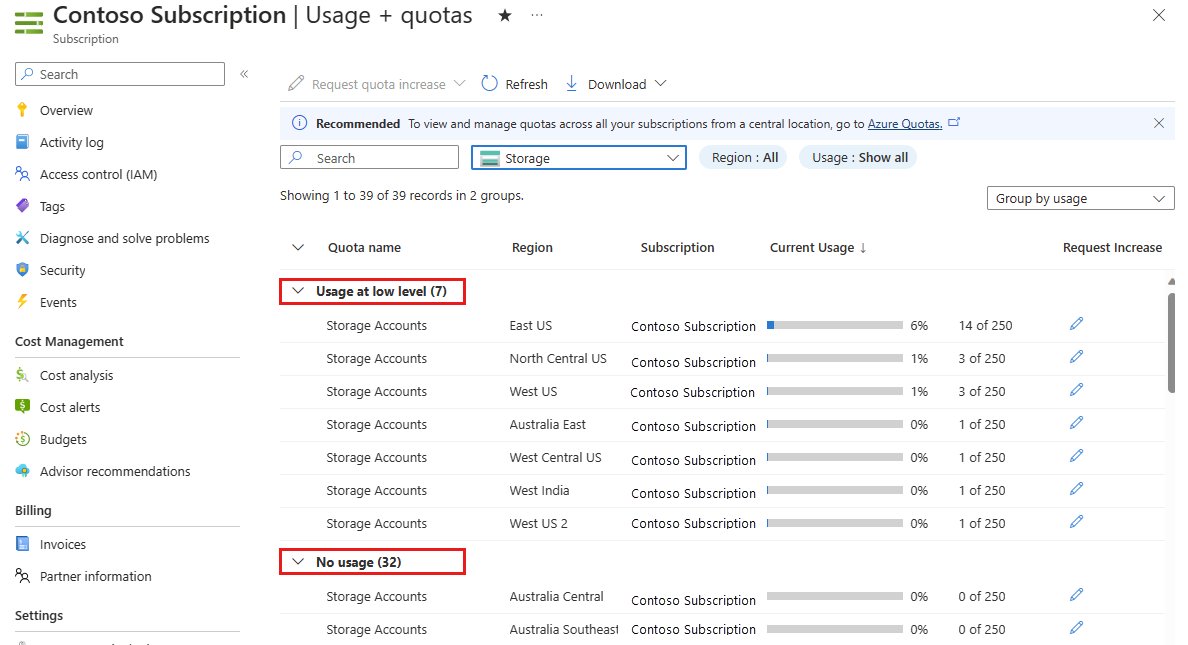 Contoso Subscription | Usage + quotas ★ ...
Subscription
Search «
Overview
Activity log
Access control (IAM)
Tags
Diagnose and solve problems
Security
Events
Cost Management
Cost analysis
Cost alerts
Budgets
Advisor recommendations
Billing
Invoices
Partner information
Settings
Request quota increase Refresh Download
Recommended To view and manage quotas across all your subscriptions from a central location, go to Azure Quotas.
Search Storage Region : All Usage : Show all
Showing 1 to 39 of 39 records in 2 groups.
Group by usage
Quota name Region Subscription Current Usage ↓ Request Increase
Usage at low level (7)
Storage Accounts East US Contoso Subscription 6% 14 of 250
Storage Accounts North Central US Contoso Subscription 1% 3 of 250
Storage Accounts West US Contoso Subscription 1% 3 of 250
Storage Accounts Australia East Contoso Subscription 0% 1 of 250
Storage Accounts West Central US Contoso Subscription 0% 1 of 250
Storage Accounts West India Contoso Subscription 0% 1 of 250
Storage Accounts West US 2 Contoso Subscription 0% 1 of 250
No usage (32)
Storage Accounts Australia Central Contoso Subscription 0% 0 of 250
Storage Accounts Australia Southeast Contoso Subscription 0% 0 of 250